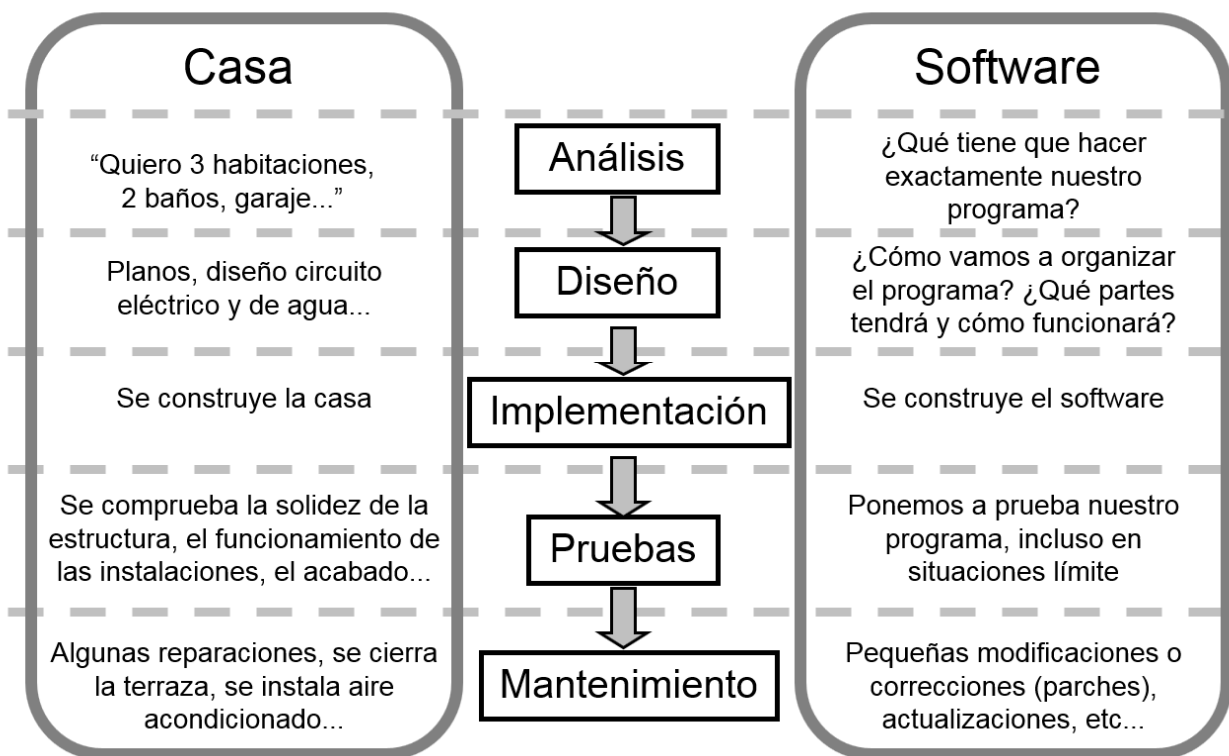 Casa
Software
“Quiero 3 habitaciones,
2 baños, garaje...”
Análisis
¿Qué tiene que hacer
exactamente nuestro
programa?
Planos, diseño circuito
eléctrico y de agua...
Diseño
¿Cómo vamos a organizar
el programa? ¿Qué partes
tendrá y cómo funcionará?
Se construye la casa
Implementación
Se construye el software
Se comprueba la solidez de la
estructura, el funcionamiento de
las instalaciones, el acabado...
Pruebas
Ponemos a prueba nuestro
programa, incluso en
situaciones límite
Algunas reparaciones, se cierra
la terraza, se instala aire
acondicionado...
Mantenimiento
Pequeñas modificaciones o
correcciones (parches),
actualizaciones, etc...